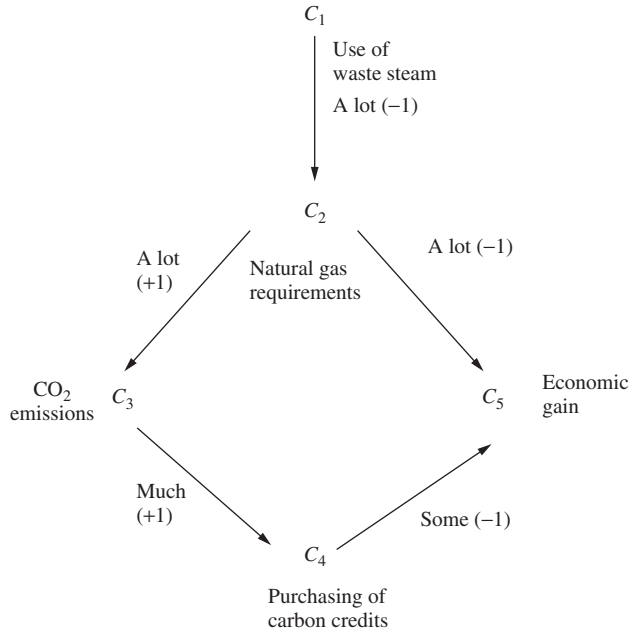 C1
Use of
waste steam
A lot (−1)
C2
A lot
(+1)
Natural gas
requirements
A lot (−1)
CO2
emissions
C3
C5
Economic
gain
Much
(+1)
Some (−1)
C4
Purchasing of
carbon credits